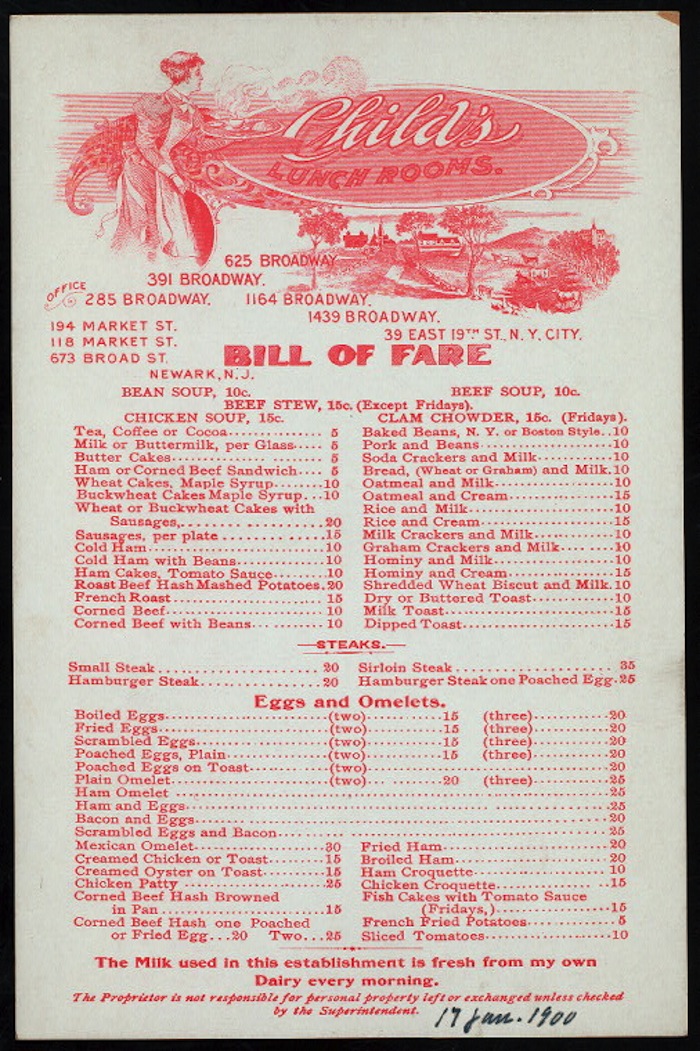 Child's
LUNCH ROOMS.
625 BROADWAY
391 BROADWAY.
OFFICE 285 BROADWAY. 1164 BROADWAY.
1439 BROADWAY.
194 MARKET ST. 39 EAST 19TH ST., N. Y. CITY.
118 MARKET ST.
673 BROAD ST.
NEWARK, N.J.
BILL OF FARE
BEAN SOUP, 10c. BEEF SOUP, 10c.
BEEF STEW, 15c. (Except Fridays).
CHICKEN SOUP, 15c. CLAM CHOWDER, 15c. (Fridays).
Tea, Coffee or Cocoa 5
Milk or Buttermilk, per Glass 5
Butter Cakes 5
Ham or Corned Beef Sandwich 5
Wheat Cakes, Maple Syrup 10
Buckwheat Cakes Maple Syrup 10
Wheat or Buckwheat Cakes with
Sausages, 20
Sausages, per plate 15
Cold Ham 10
Cold Ham with Beans 10
Ham Cakes, Tomato Sauce 10
Roast Beef Hash Mashed Potatoes. 20
French Roast 15
Corned Beef 10
Corned Beef with Beans 10
Baked Beans, N. Y. or Boston Style 10
Pork and Beans 10
Soda Crackers and Milk 10
Bread, (Wheat or Graham) and Milk. 10
Oatmeal and Milk 10
Oatmeal and Cream 15
Rice and Milk 10
Rice and Cream 15
Milk Crackers and Milk 10
Graham Crackers and Milk 10
Hominy and Milk 10
Hominy and Cream 15
Shredded Wheat Biscut and Milk. 10
Dry or Buttered Toast 10
Milk Toast 15
Dipped Toast 15
STEAKS.
Small Steak 20 Sirloin Steak 35
Hamburger Steak 20 Hamburger Steak one Poached Egg. 25
Eggs and Omelets.
Boiled Eggs (two) 15 (three) 20
Fried Eggs (two) 15 (three) 20
Scrambled Eggs (two) 15 (three) 20
Poached Eggs, Plain (two) 15 (three) 20
Poached Eggs on Toast (two) 20
Plain Omelet (two) 20 (three) 25
Ham Omelet 25
Ham and Eggs 25
Bacon and Eggs 20
Scrambled Eggs and Bacon 25
Mexican Omelet 30
Creamed Chicken or Toast 15
Creamed Oyster on Toast 15
Chicken Patty 25
Corned Beef Hash Browned
in Pan 15
Corned Beef Hash one Poached
or Fried Egg...20 Two...25
Fried Ham 20
Broiled Ham 20
Ham Croquette 10
Chicken Croquette 15
Fish Cakes with Tomato Sauce
(Fridays,) 15
French Fried Potatoes 5
Sliced Tomatoes 10
The Milk used in this establishment is fresh from my own
Dairy every morning.
The Proprietor is not responsible for personal property left or exchanged unless checked
by the Superintendent.
17 Jan. 1900